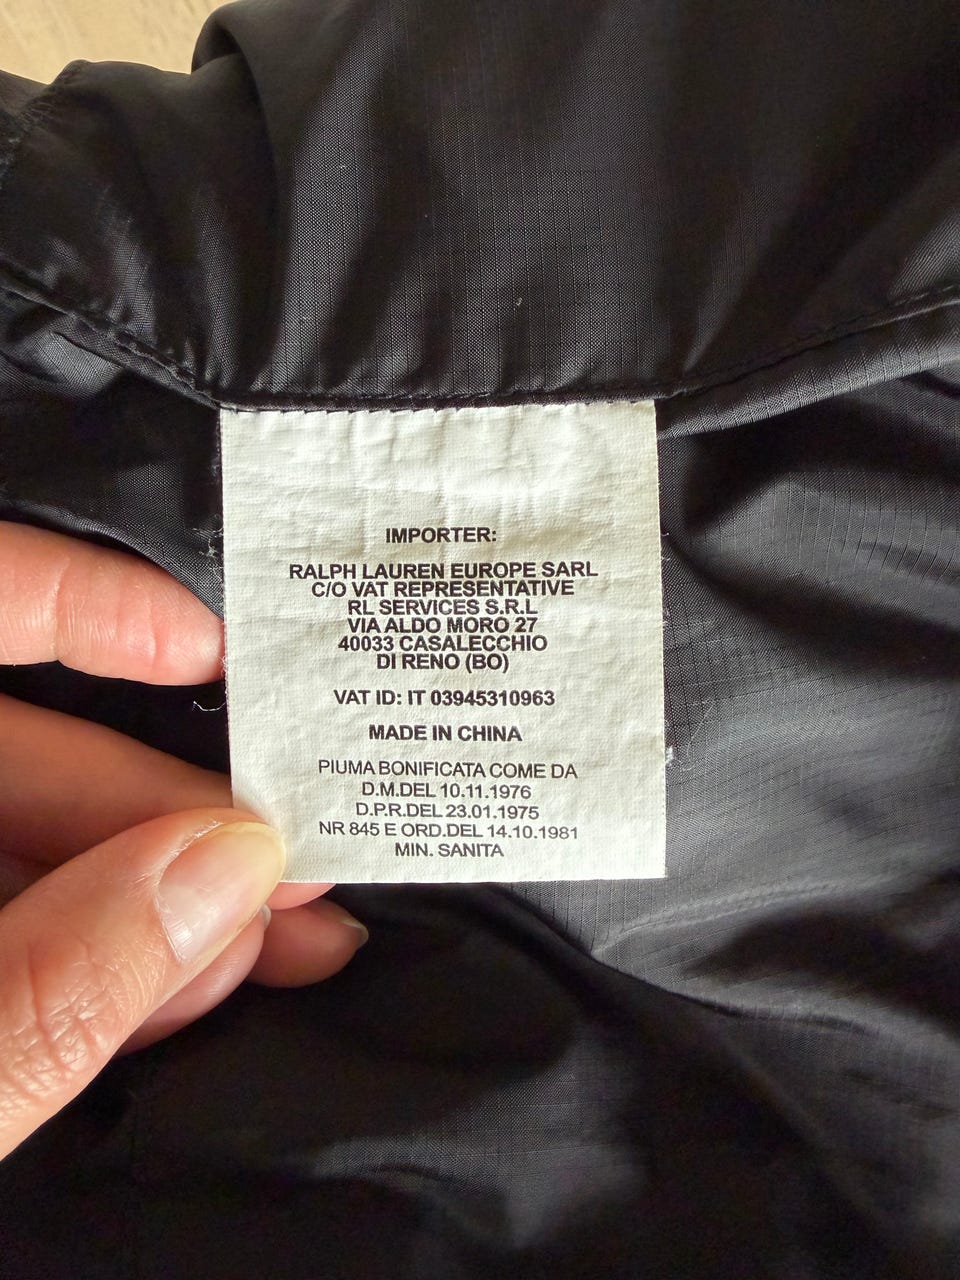 IMPORTER:
RALPH LAUREN EUROPE SARL
C/O VAT REPRESENTATIVE
RL SERVICES S.R.L
VIA ALDO MORO 27
40033 CASALECCHIO
DI RENO (BO)
VAT ID: IT 03945310963
MADE IN CHINA
PIUMA BONIFICATA COME DA
D.M.DEL 10.11.1976
D.P.R.DEL 23.01.1975
NR 845 E ORD.DEL 14.10.1981
MIN. SANITA